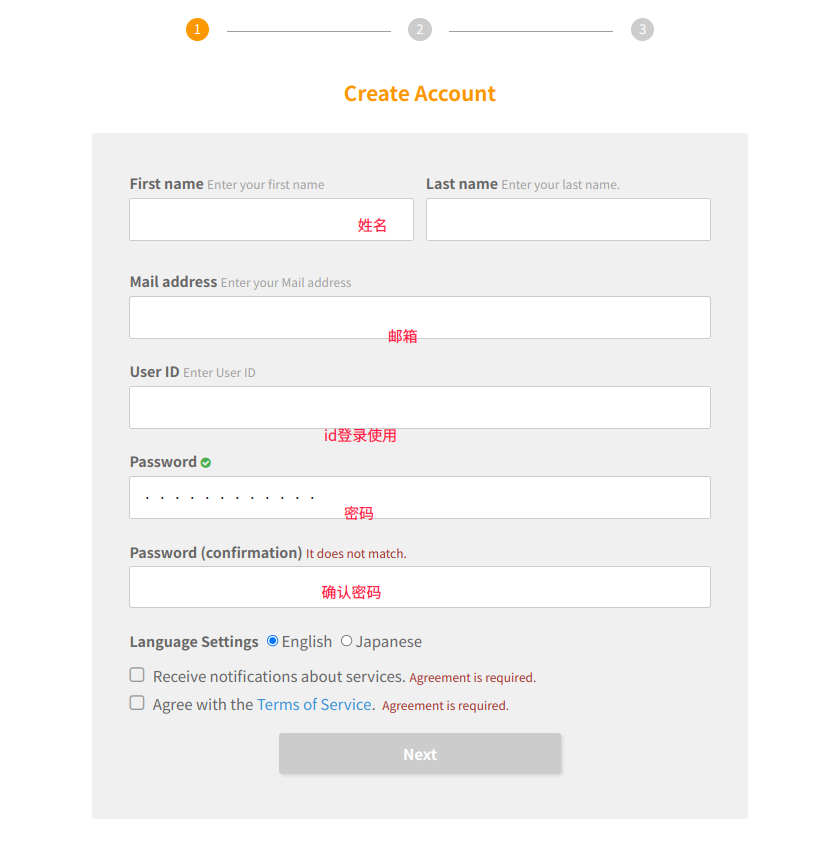 1 2 3
Create Account
First name Enter your first name Last name Enter your last name.
姓名
Mail address Enter your Mail address
邮箱
User ID Enter User ID
id登录使用
Password
············
密码
Password (confirmation) It does not match.
确认密码
Language Settings English Japanese
Receive notifications about services. Agreement is required.
Agree with the Terms of Service. Agreement is required.
Next